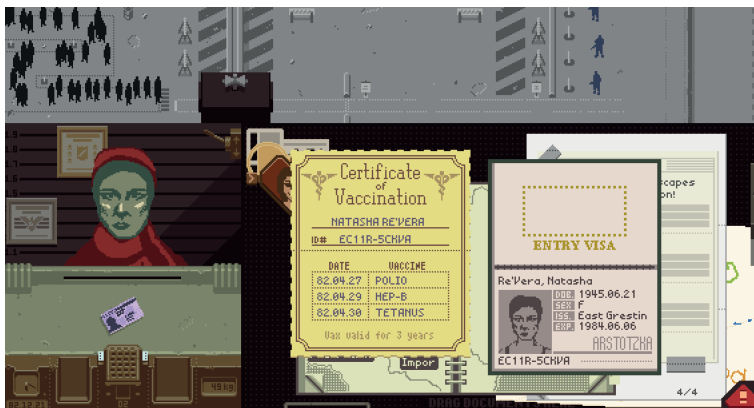 Certificate
of
Vaccination
NATASHA RE'VERA
ID# EC11R-5CKVA
DATE VACCINE
82.04.27 POLIO
82.04.29 HEP-B
82.04.30 TETANUS
Vax valid for 3 years
ENTRY VISA
Re'Vera, Natasha
DOB. 1945.06.21
SEX F
ISS. East Grestin
EXP. 1984.06.06
ARSTOTZKA
EC11R-5CKVA
scapes
on!
Impor
4/4
49kg